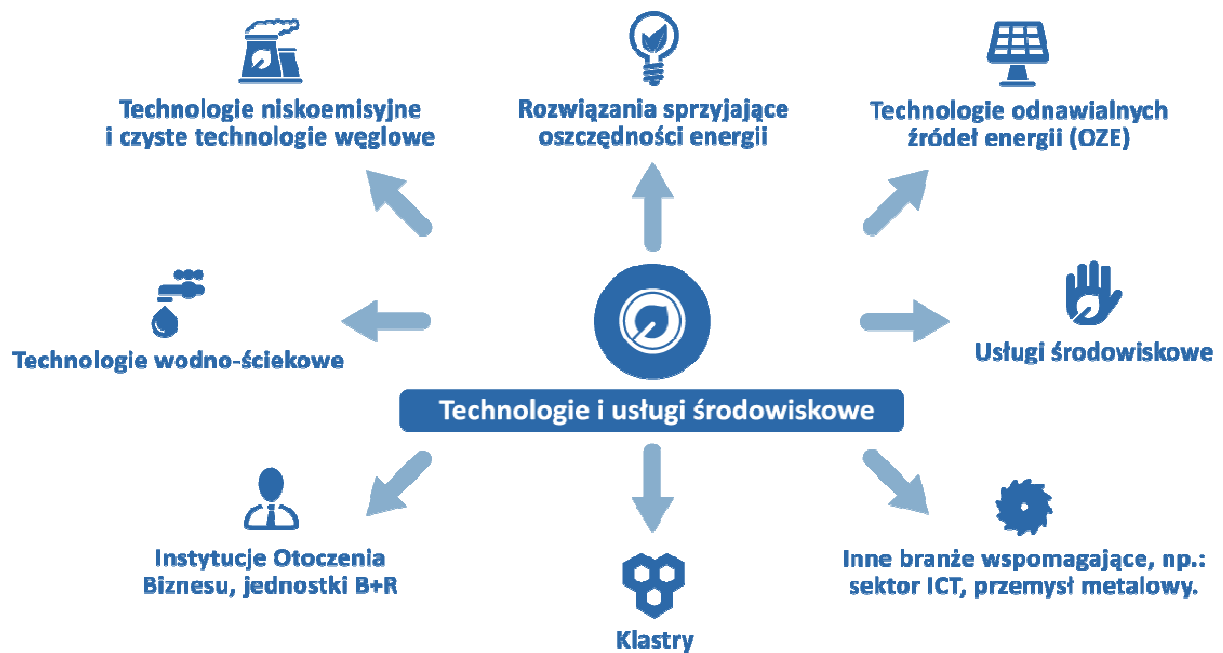 Technologie niskoemisyjne
i czyste technologie węglowe
Rozwiązania sprzyjające
oszczędności energii
Technologie odnawialnych
źródeł energii (OZE)
Technologie wodno-ściekowe
Usługi środowiskowe
Technologie i usługi środowiskowe
Instytucje Otoczenia
Biznesu, jednostki B+R
Klastry
Inne branże wspomagające, np.:
sektor ICT, przemysł metalowy.